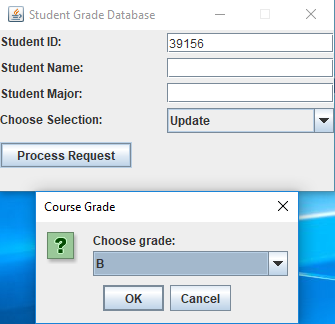 Student Grade Database
Student ID: 39156
Student Name:
Student Major:
Choose Selection: Update
Process Request
Course Grade
?
Choose grade:
B
OK Cancel